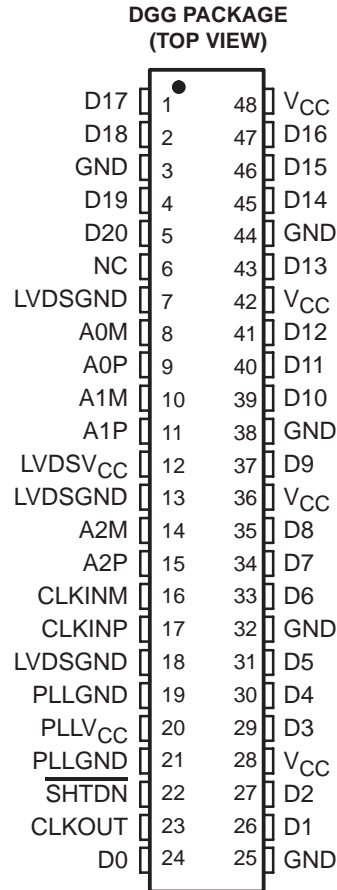 DGG PACKAGE
(TOP VIEW)
D17 1 48 VCC
D18 2 47 D16
GND 3 46 D15
D19 4 45 D14
D20 5 44 GND
NC 6 43 D13
LVDSGND 7 42 VCC
A0M 8 41 D12
A0P 9 40 D11
A1M 10 39 D10
A1P 11 38 GND
LVDSVCC 12 37 D9
LVDSGND 13 36 VCC
A2M 14 35 D8
A2P 15 34 D7
CLKINM 16 33 D6
CLKINP 17 32 GND
LVDSGND 18 31 D5
PLLGND 19 30 D4
PLLVCC 20 29 D3
PLLGND 21 28 VCC
SHTDN 22 27 D2
CLKOUT 23 26 D1
D0 24 25 GND